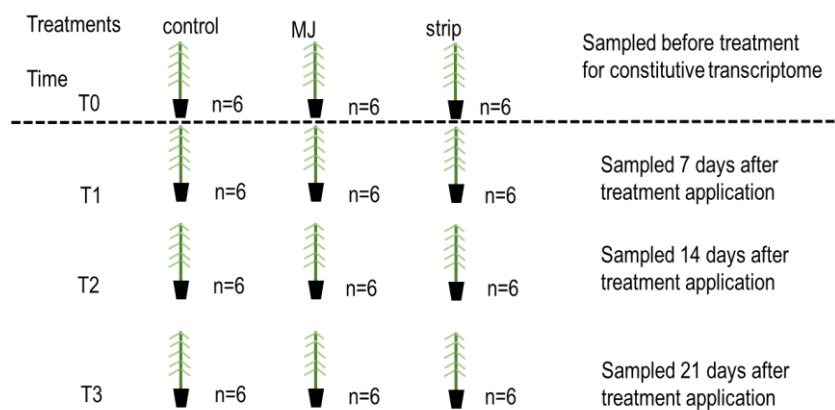 Treatments control MJ strip
Sampled before treatment
for constitutive transcriptome
Time
T0 n=6 n=6 n=6
T1 n=6 n=6 n=6
Sampled 7 days after
treatment application
T2 n=6 n=6 n=6
Sampled 14 days after
treatment application
T3 n=6 n=6 n=6
Sampled 21 days after
treatment application